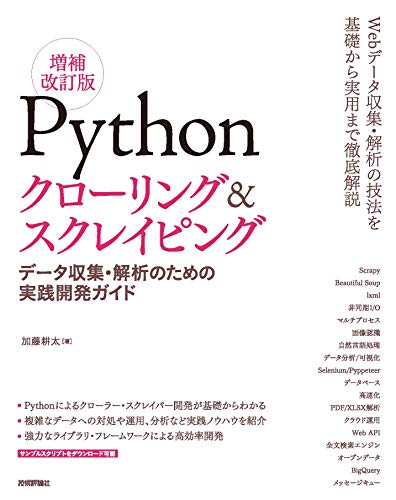 Webデータ収集・解析の技法を
基礎から実用まで徹底解説
増補
改訂版
Python
クローリング&
スクレイピング
データ収集・解析のための
実践開発ガイド
加藤耕太[著]
Scrapy
Beautiful Soup
lxml
非同期I/O
マルチプロセス
画像認識
自然言語処理
データ分析/可視化
Selenium/Pyppeteer
データベース
高速化
PDF/XLSX解析
クラウド運用
Web API
全文検索エンジン
オープンデータ
BigQuery
メッセージキュー
• Pythonによるクローラー・スクレイパー開発が基礎からわかる
• 複雑なデータへの対処や運用、分析など実践ノウハウを紹介
• 強力なライブラリ・フレームワークによる高効率開発
サンプルスクリプトをダウンロード可能
技術評論社